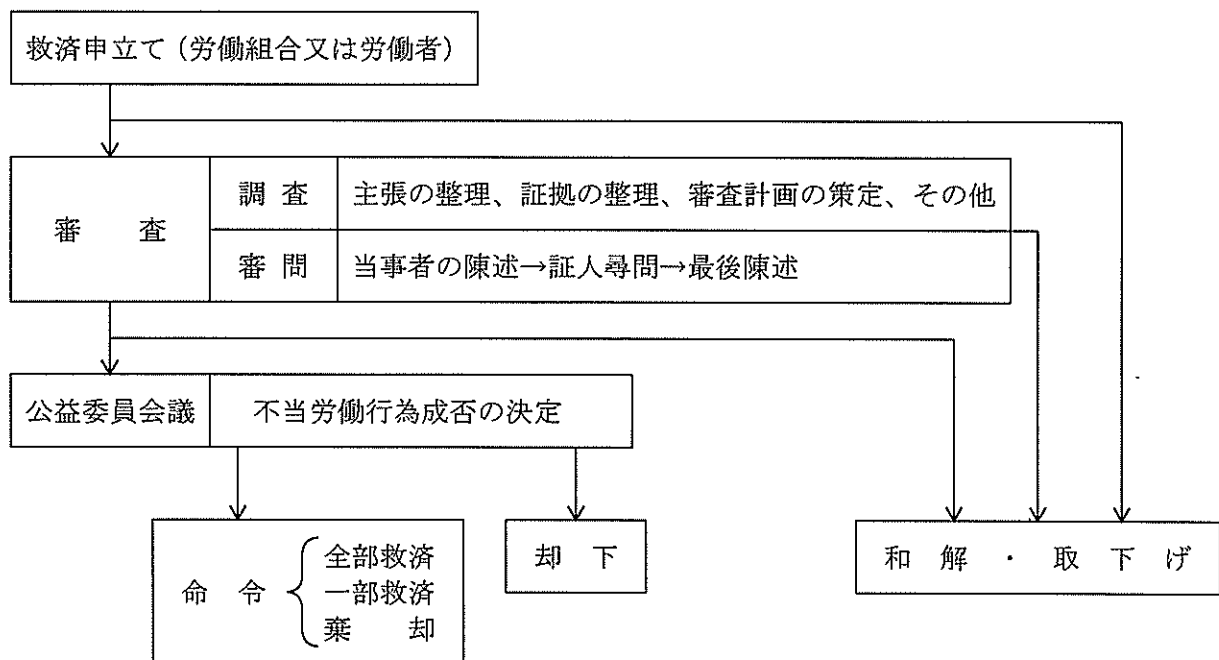 救済申立て（労働組合又は労働者）
審　査
調 査
主張の整理、証拠の整理、審査計画の策定、その他
審 問
当事者の陳述→証人尋問→最後陳述
公益委員会議
不当労働行為成否の決定
命 令
全部救済
一部救済
棄　却
却 下
和 解 ・ 取 下 げ